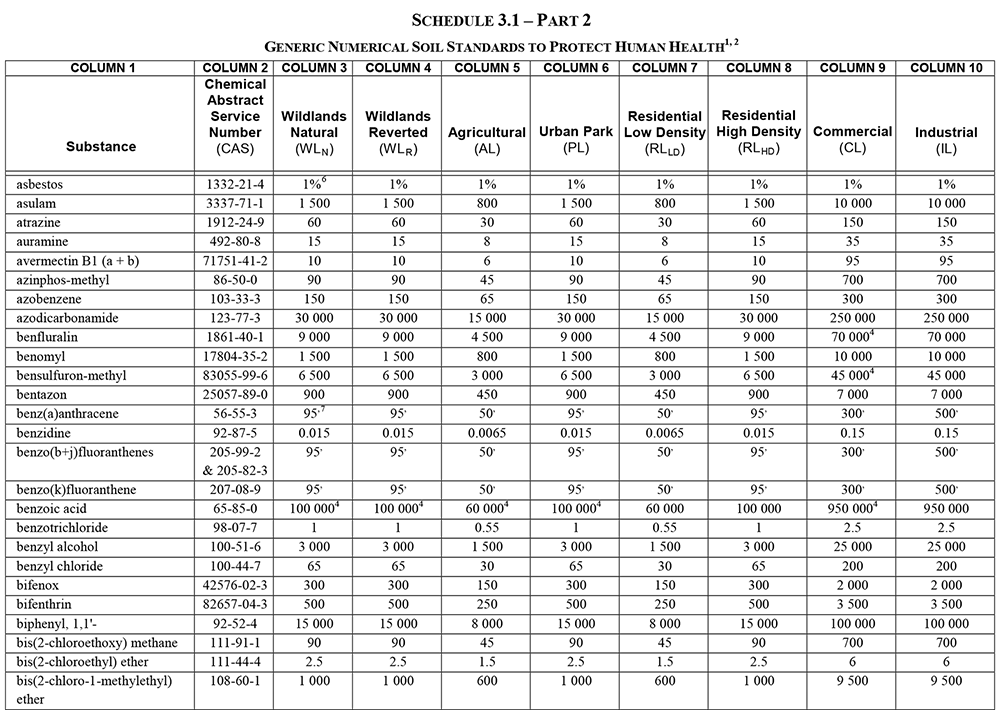 SCHEDULE 3.1 – PART 2
GENERIC NUMERICAL SOIL STANDARDS TO PROTECT HUMAN HEALTH1, 2
COLUMN 1 COLUMN 2 COLUMN 3 COLUMN 4 COLUMN 5 COLUMN 6 COLUMN 7 COLUMN 8 COLUMN 9 COLUMN 10
Substance Chemical Abstract Service Number (CAS) Wildlands Natural (WLN) Wildlands Reverted (WLR) Agricultural (AL) Urban Park (PL) Residential Low Density (RLLD) Residential High Density (RLHD) Commercial (CL) Industrial (IL)
asbestos 1332-21-4 1%6 1% 1% 1% 1% 1% 1% 1%
asulam 3337-71-1 1 500 1 500 800 1 500 800 1 500 10 000 10 000
atrazine 1912-24-9 60 60 30 60 30 60 150 150
auramine 492-80-8 15 15 8 15 8 15 35 35
avermectin B1 (a + b) 71751-41-2 10 10 6 10 6 10 95 95
azinphos-methyl 86-50-0 90 90 45 90 45 90 700 700
azobenzene 103-33-3 150 150 65 150 65 150 300 300
azodicarbonamide 123-77-3 30 000 30 000 15 000 30 000 15 000 30 000 250 000 250 000
benfluralin 1861-40-1 9 000 9 000 4 500 9 000 4 500 9 000 70 0004 70 000
benomyl 17804-35-2 1 500 1 500 800 1 500 800 1 500 10 000 10 000
bensulfuron-methyl 83055-99-6 6 500 6 500 3 000 6 500 3 000 6 500 45 0004 45 000
bentazon 25057-89-0 900 900 450 900 450 900 7 000 7 000
benz(a)anthracene 56-55-3 95,7 95, 50, 95, 50, 95, 300, 500,
benzidine 92-87-5 0.015 0.015 0.0065 0.015 0.0065 0.015 0.15 0.15
benzo(b+j)fluoranthenes 205-99-2 95, 95, 50, 95, 50, 95, 300, 500,
& 205-82-3
benzo(k)fluoranthene 207-08-9 95, 95, 50, 95, 50, 95, 300, 500,
benzoic acid 65-85-0 100 0004 100 0004 60 0004 100 0004 60 000 100 000 950 0004 950 000
benzotrichloride 98-07-7 1 1 0.55 1 0.55 1 2.5 2.5
benzyl alcohol 100-51-6 3 000 3 000 1 500 3 000 1 500 3 000 25 000 25 000
benzyl chloride 100-44-7 65 65 30 65 30 65 200 200
bifenox 42576-02-3 300 300 150 300 150 300 2 000 2 000
bifenthrin 82657-04-3 500 500 250 500 250 500 3 500 3 500
biphenyl, 1,1'- 92-52-4 15 000 15 000 8 000 15 000 8 000 15 000 100 000 100 000
bis(2-chloroethoxy) methane 111-91-1 90 90 45 90 45 90 700 700
bis(2-chloroethyl) ether 111-44-4 2.5 2.5 1.5 2.5 1.5 2.5 6 6
bis(2-chloro-1-methylethyl) 108-60-1 1 000 1 000 600 1 000 600 1 000 9 500 9 500
ether